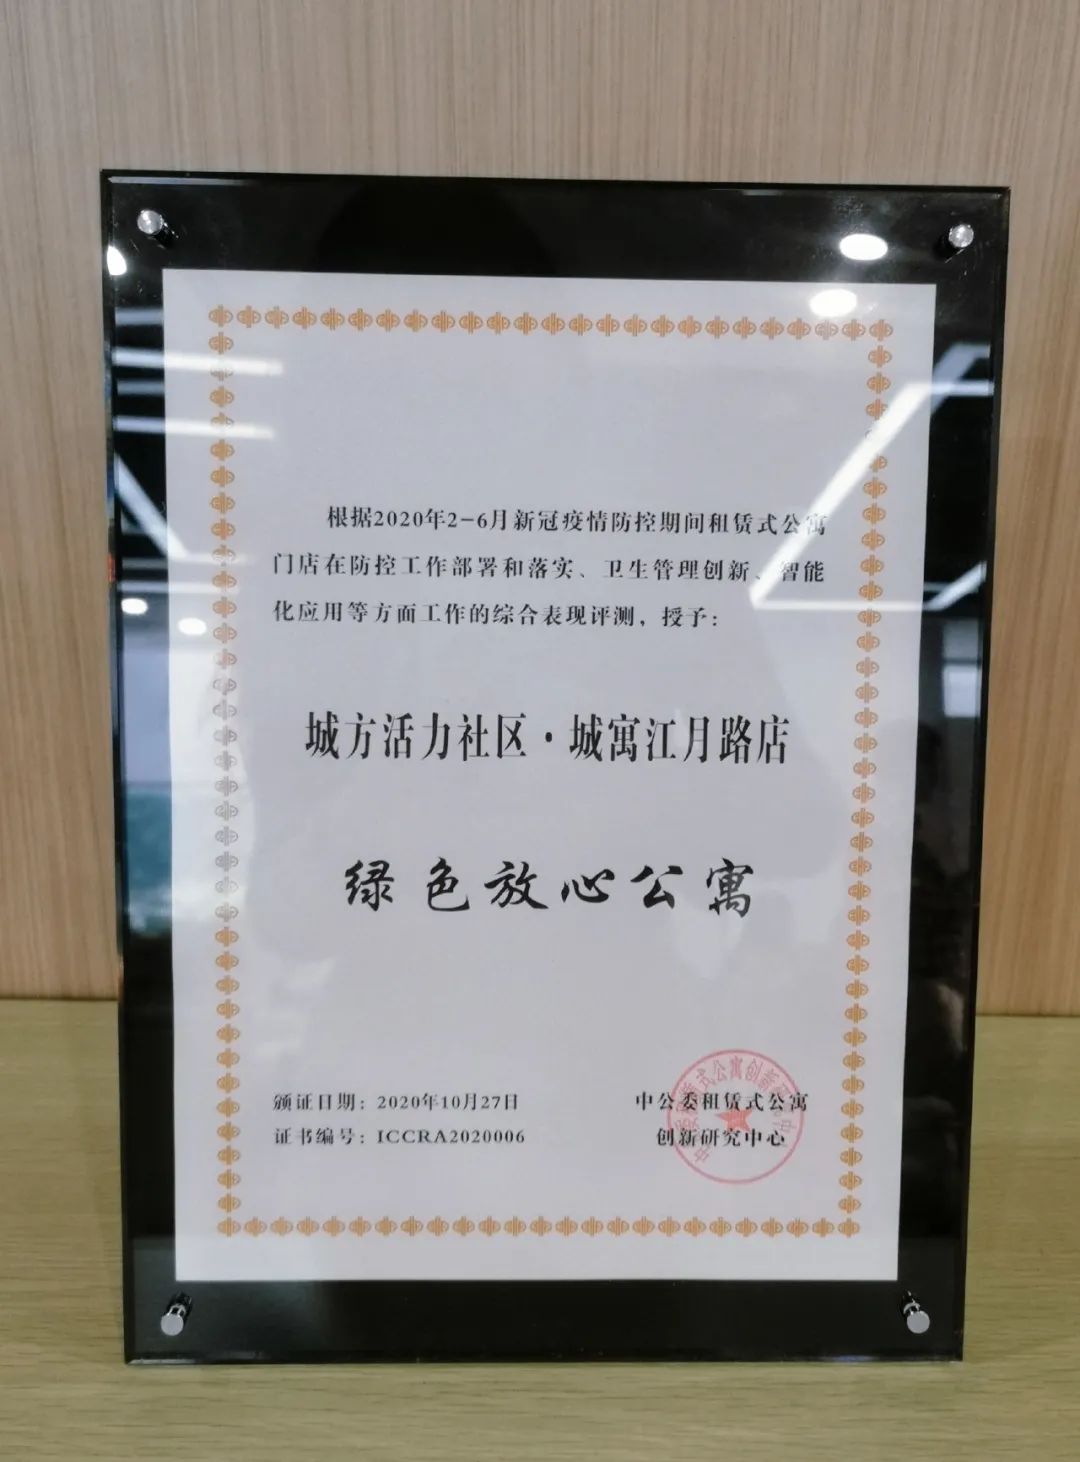 根据2020年2-6月新冠疫情防控期间租赁式公寓
门店在防控工作部署和落实、卫生管理创新、智能
化应用等方面工作的综合表现评测，授予：
城方活力社区·城寓江月路店
绿色放心公寓
颁证日期：2020年10月27日
证书编号：ICCRA2020006
中公委租赁式公寓
创新研究中心